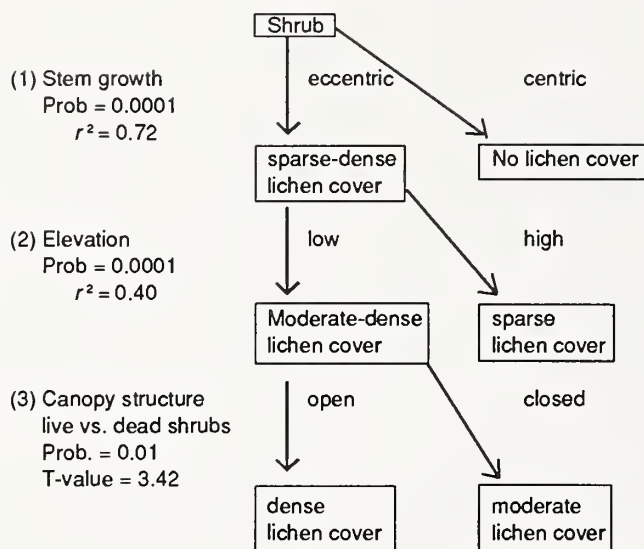 Shrub
(1) Stem growth
Prob = 0.0001
r² = 0.72
eccentric
centric
sparse-dense
lichen cover
No lichen cover
(2) Elevation
Prob = 0.0001
r² = 0.40
low
high
Moderate-dense
lichen cover
sparse
lichen cover
(3) Canopy structure
live vs. dead shrubs
Prob. = 0.01
T-value = 3.42
open
closed
dense
lichen cover
moderate
lichen cover